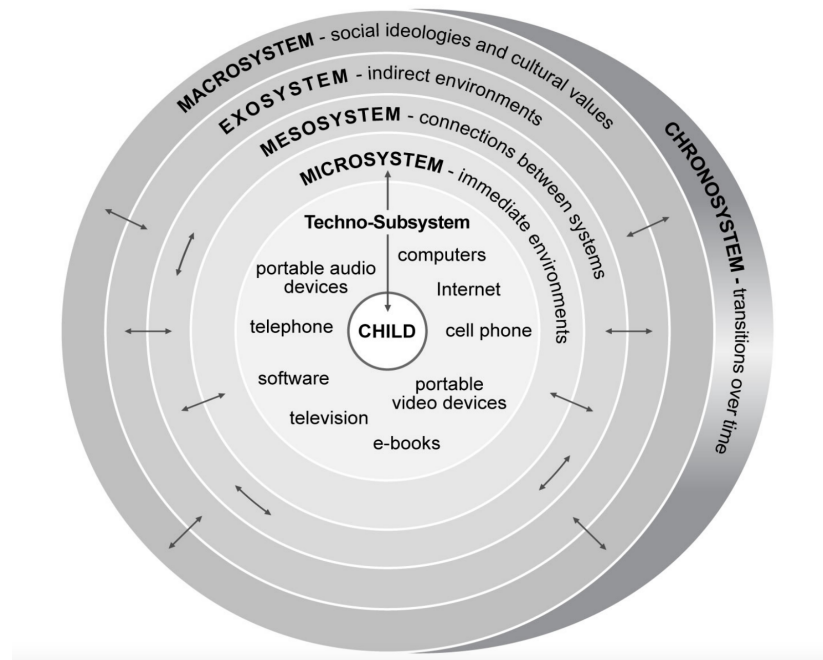 MACROSYSTEM - social ideologies and cultural values
EXOSYSTEM - indirect environments
MESOSYSTEM - connections between systems
MICROSYSTEM - immediate environments
CHRONOSYSTEM - transitions over time
Techno-Subsystem
computers
portable audio
devices
Internet
telephone
CHILD
cell phone
software
portable
video devices
television
e-books